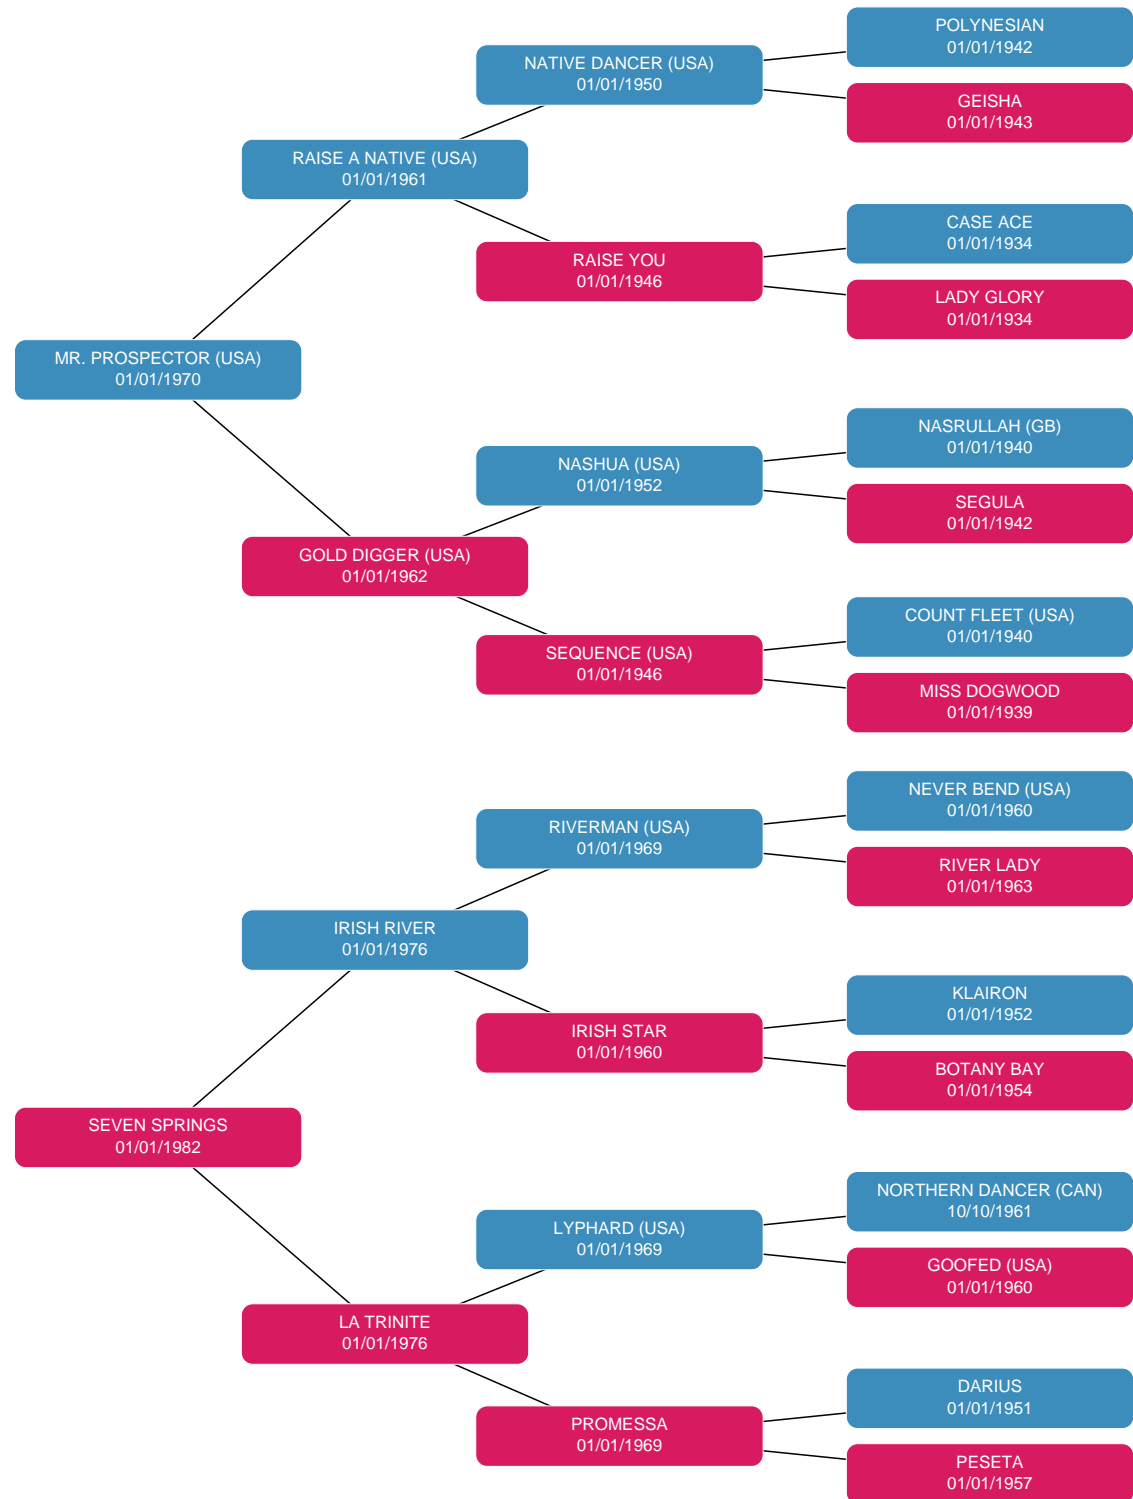 POLYNESIAN
01/01/1942
NATIVE DANCER (USA)
01/01/1950
GEISHA
01/01/1943
RAISE A NATIVE (USA)
01/01/1961
CASE ACE
01/01/1934
RAISE YOU
01/01/1946
LADY GLORY
01/01/1934
MR. PROSPECTOR (USA)
01/01/1970
NASRULLAH (GB)
01/01/1940
NASHUA (USA)
01/01/1952
SEGULA
01/01/1942
GOLD DIGGER (USA)
01/01/1962
COUNT FLEET (USA)
01/01/1940
SEQUENCE (USA)
01/01/1946
MISS DOGWOOD
01/01/1939
NEVER BEND (USA)
01/01/1960
RIVERMAN (USA)
01/01/1969
RIVER LADY
01/01/1963
IRISH RIVER
01/01/1976
KLAIRON
01/01/1952
IRISH STAR
01/01/1960
BOTANY BAY
01/01/1954
SEVEN SPRINGS
01/01/1982
NORTHERN DANCER (CAN)
10/10/1961
LYPHARD (USA)
01/01/1969
GOOFED (USA)
01/01/1960
LA TRINITE
01/01/1976
DARIUS
01/01/1951
PROMESSA
01/01/1969
PESETA
01/01/1957